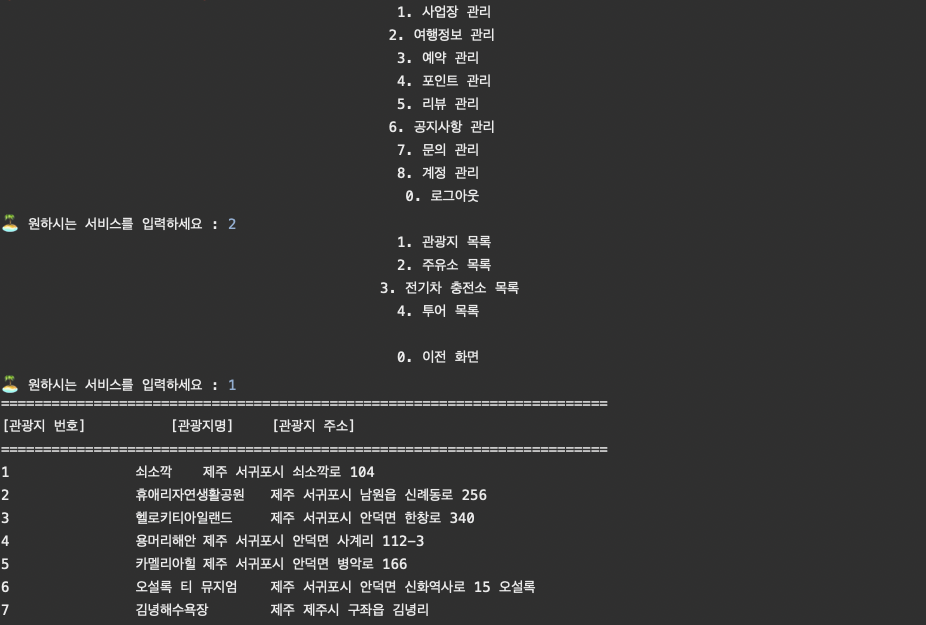 1. 사업장 관리
2. 여행정보 관리
3. 예약 관리
4. 포인트 관리
5. 리뷰 관리
6. 공지사항 관리
7. 문의 관리
8. 계정 관리
0. 로그아웃
🏝 원하시는 서비스를 입력하세요 : 2
1. 관광지 목록
2. 주유소 목록
3. 전기차 충전소 목록
4. 투어 목록
0. 이전 화면
🏝 원하시는 서비스를 입력하세요 : 1
========================================================================
[관광지 번호] [관광지명] [관광지 주소]
========================================================================
1 쇠소깍 제주 서귀포시 쇠소깍로 104
2 휴애리자연생활공원 제주 서귀포시 남원읍 신례동로 256
3 헬로키티아일랜드 제주 서귀포시 안덕면 한창로 340
4 용머리해안 제주 서귀포시 안덕면 사계리 112-3
5 카멜리아힐 제주 서귀포시 안덕면 병악로 166
6 오설록 티 뮤지엄 제주 서귀포시 안덕면 신화역사로 15 오설록
7 김녕해수욕장 제주 제주시 구좌읍 김녕리